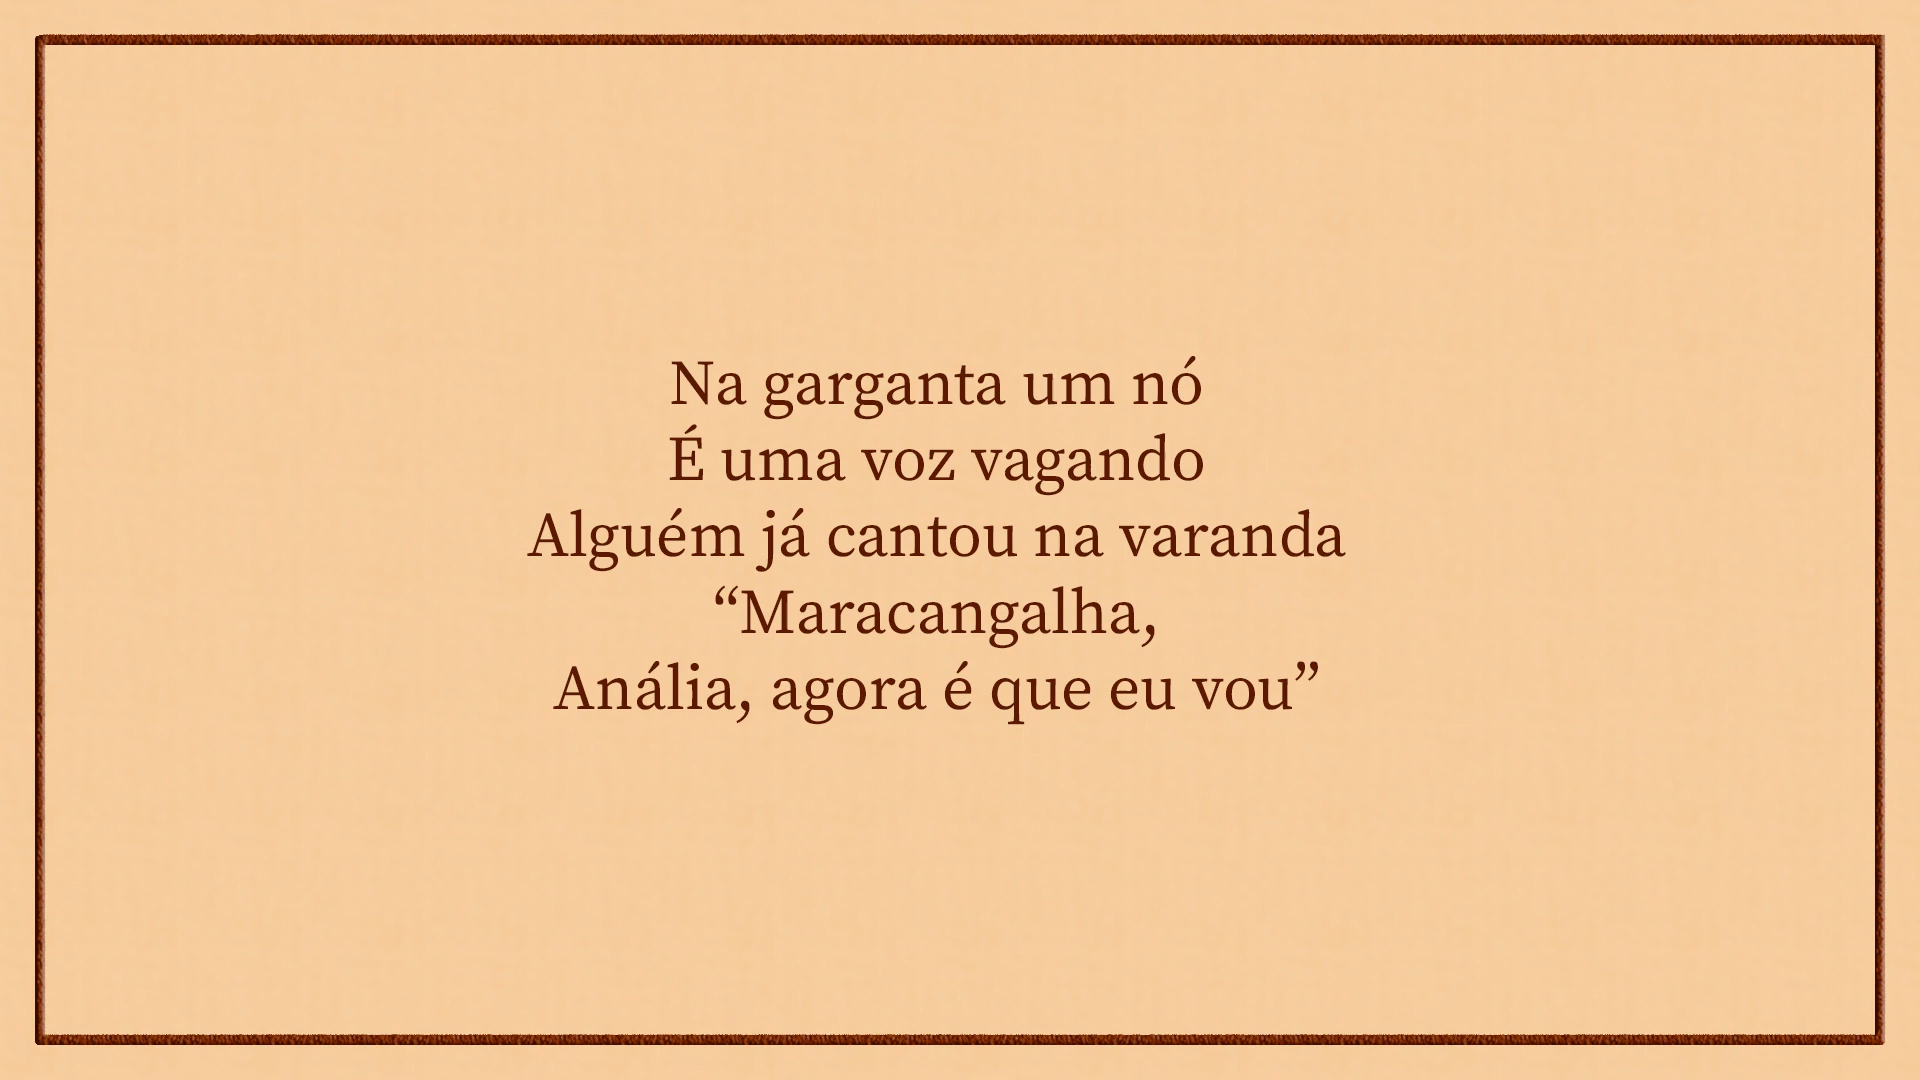 Na garganta um nó
É uma voz vagando
Alguém já cantou na varanda
“Maracangalha,
Anália, agora é que eu vou”